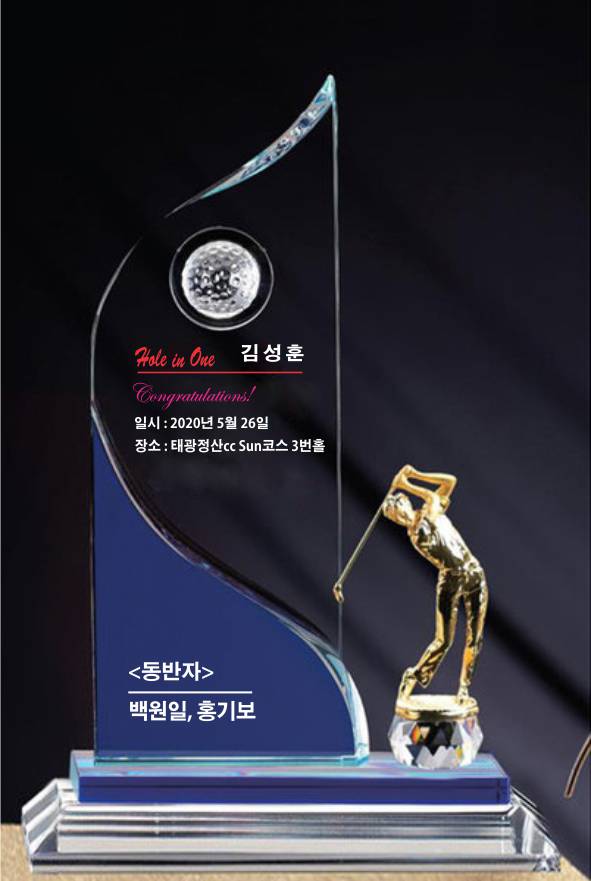 Hole in One 김성훈
Congratulations!
일시 : 2020년 5월 26일
장소 : 태광정산cc Sun코스 3번홀
<동반자>
백원일, 홍기보